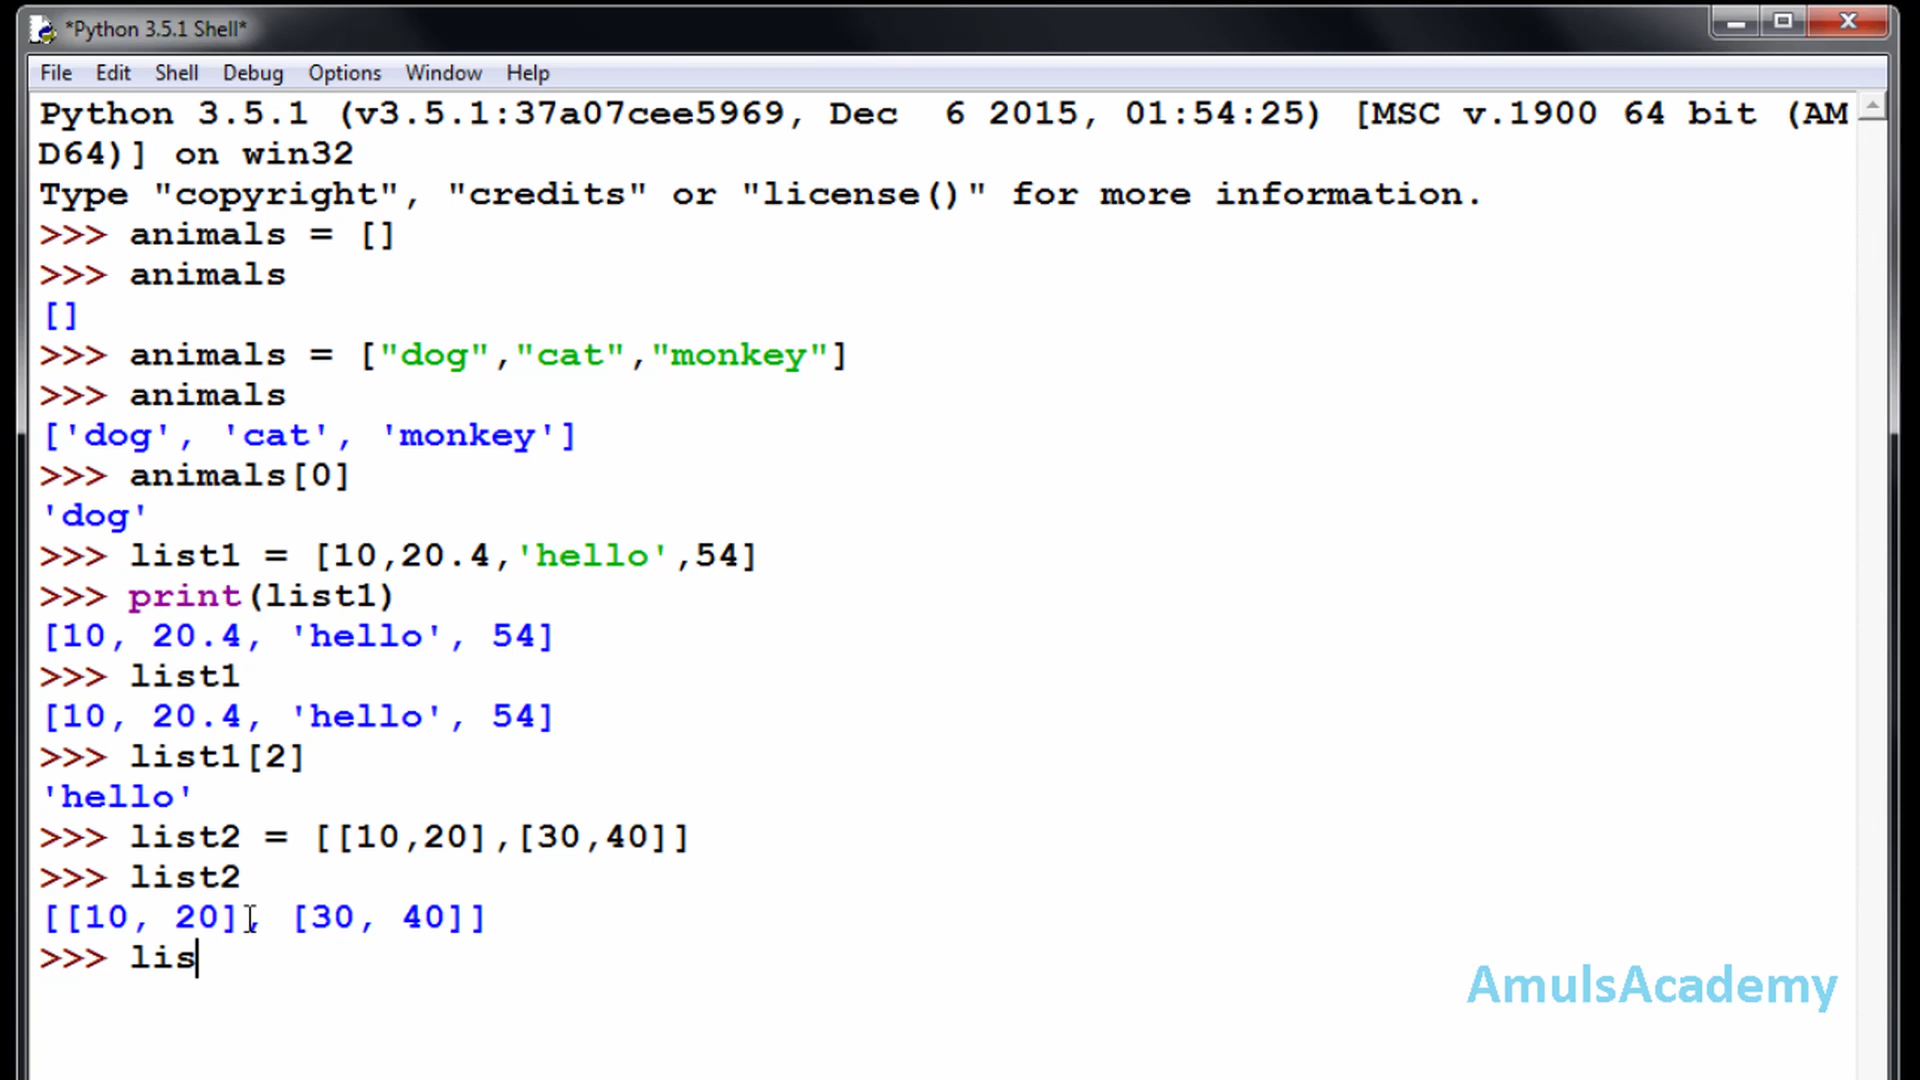 *Python 3.5.1 Shell*
File Edit Shell Debug Options Window Help
Python 3.5.1 (v3.5.1:37a07cee5969, Dec  6 2015, 01:54:25) [MSC v.1900 64 bit (AM
D64)] on win32
Type "copyright", "credits" or "license()" for more information.
>>> animals = []
>>> animals
[]
>>> animals = ["dog","cat","monkey"]
>>> animals
['dog', 'cat', 'monkey']
>>> animals[0]
'dog'
>>> list1 = [10,20.4,'hello',54]
>>> print(list1)
[10, 20.4, 'hello', 54]
>>> list1
[10, 20.4, 'hello', 54]
>>> list1[2]
'hello'
>>> list2 = [[10,20],[30,40]]
>>> list2
[[10, 20], [30, 40]]
>>> lis
AmulsAcademy